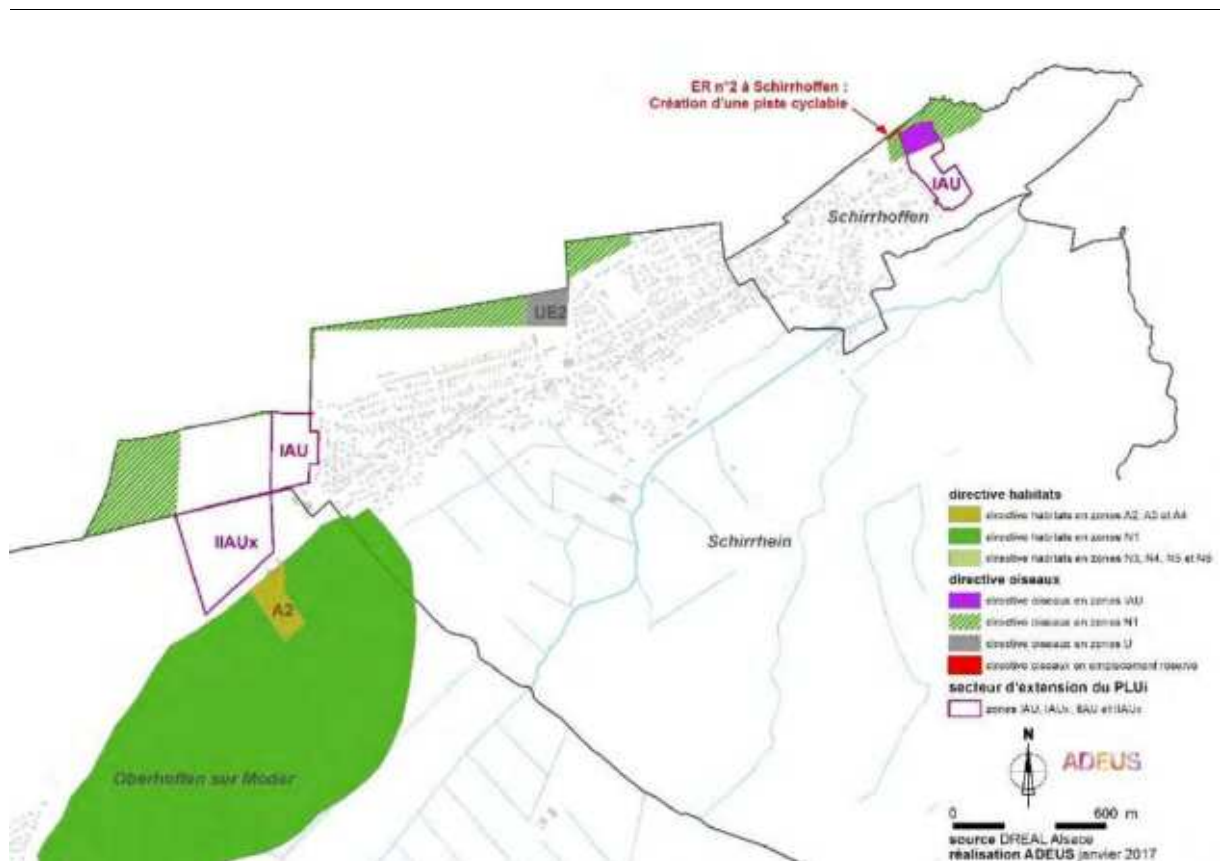 ER n°2 à Schirrhoffen :
Création d'une piste cyclable
IAU
Schirrhoffen
UE2
IAU
IIAUx
Schirrhein
A2
Oberhoffen sur Moder
directive habitats
directive habitats en zones A2, A3 et A4
directive habitats en zones N1
directive habitats en zones N3, N4, N5 et N6
directive oiseaux
directive oiseaux en zones IAU
directive oiseaux en zones N1
directive oiseaux en zones U
directive oiseaux en emplacement réservé
secteur d'extension du PLUi
zones IAU, IAUx, IIAU et IIAUx
N
ADEUS
0 600 m
source DREAL Alsace
réalisation ADEUS janvier 2017